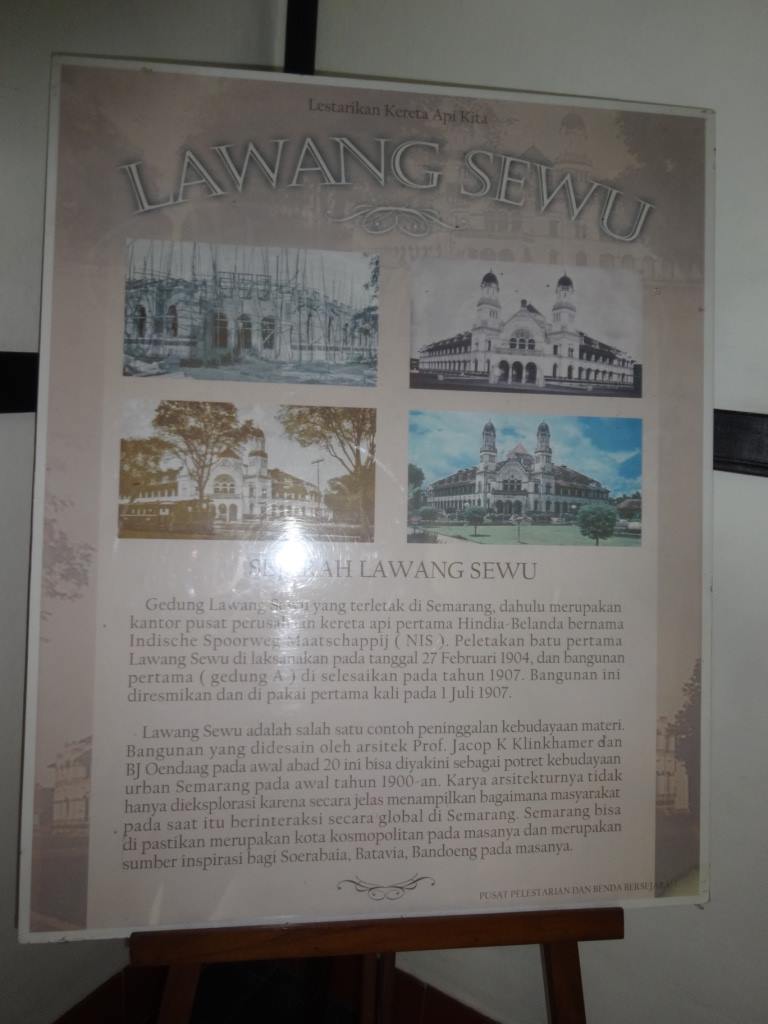 Lestarikan Kereta Api Kita
LAWANG SEWU
SEJARAH LAWANG SEWU
Gedung Lawang Sewu yang terletak di Semarang, dahulu merupakan
kantor pusat perusahaan kereta api pertama Hindia-Belanda bernama
Indische Spoorweg Maatschappij ( NIS ). Peletakan batu pertama
Lawang Sewu di laksanakan pada tanggal 27 Februari 1904, dan bangunan
pertama ( gedung A ) di selesaikan pada tahun 1907. Bangunan ini
diresmikan dan di pakai pertama kali pada 1 Juli 1907.
Lawang Sewu adalah salah satu contoh peninggalan kebudayaan materi.
Bangunan yang didesain oleh arsitek Prof. Jacop K Klinkhamer dan
BJ Oendaag pada awal abad 20 ini bisa diyakini sebagai potret kebudayaan
urban Semarang pada awal tahun 1900-an. Karya arsitekturnya tidak
hanya dieksplorasi karena secara jelas menampilkan bagaimana masyarakat
pada saat itu berinteraksi secara global di Semarang. Semarang bisa
di pastikan merupakan kota kosmopolitan pada masanya dan merupakan
sumber inspirasi bagi Soerabaia, Batavia, Bandoeng pada masanya.
PUSAT PELESTARIAN DAN BENDA BERSEJARAH